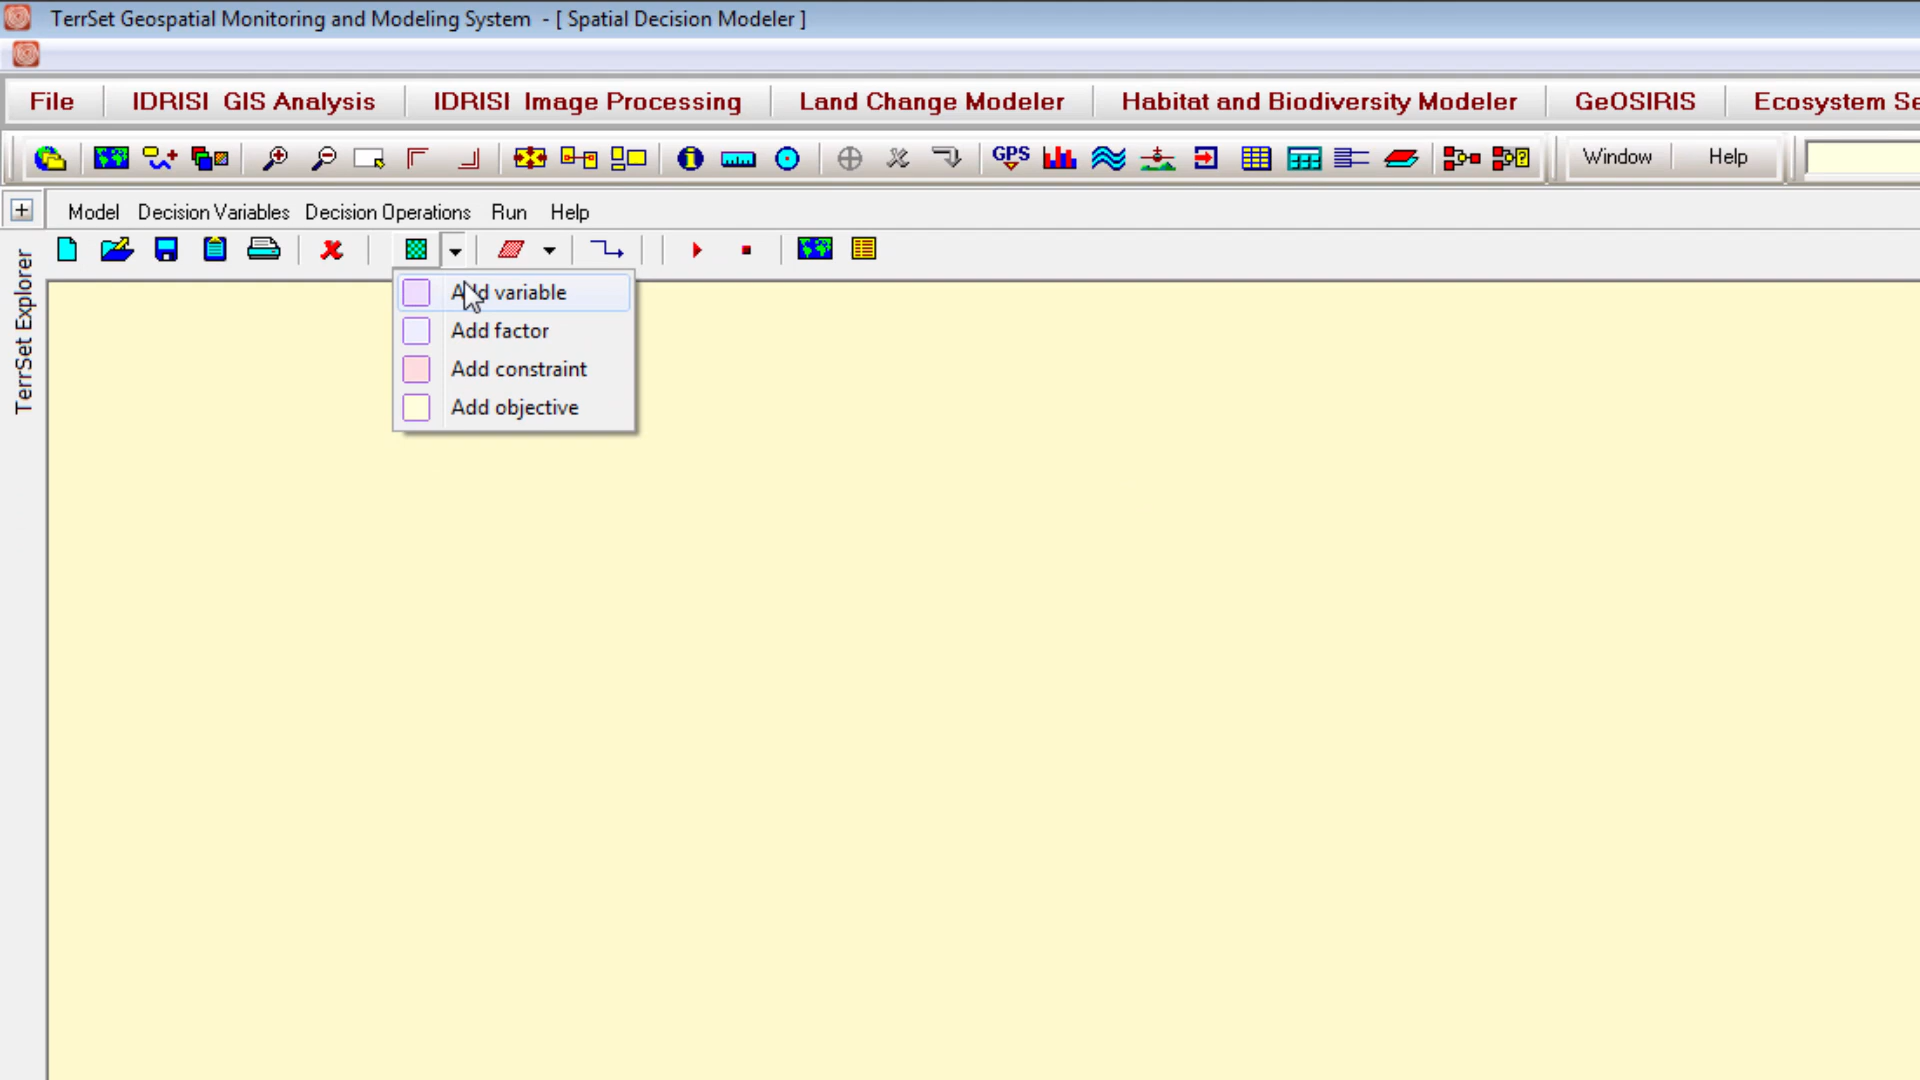 TerrSet Geospatial Monitoring and Modeling System - [ Spatial Decision Modeler ]
File IDRISI GIS Analysis IDRISI Image Processing Land Change Modeler Habitat and Biodiversity Modeler GeOSIRIS Ecosystem Se
GPS Window Help
Model Decision Variables Decision Operations Run Help
TerrSet Explorer
Add variable
Add factor
Add constraint
Add objective